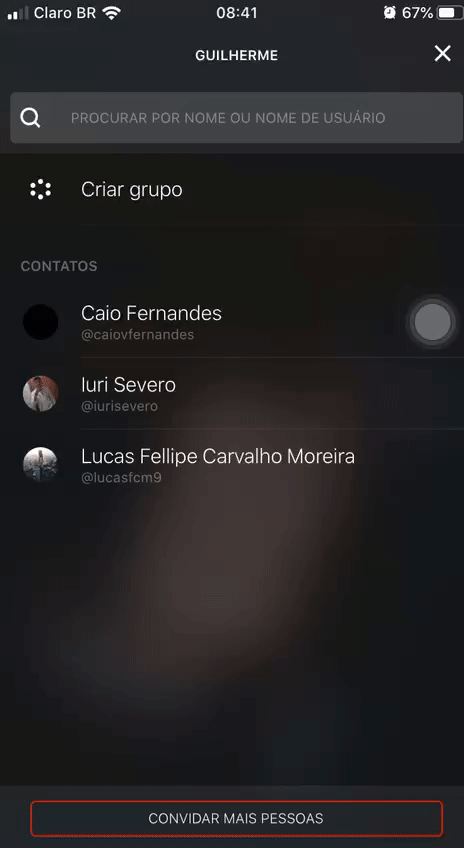 Claro BR 08:41 67%
GUILHERME
PROCURAR POR NOME OU NOME DE USUÁRIO
Criar grupo
CONTATOS
Caio Fernandes
@caiovfernandes
Iuri Severo
@iurisevero
Lucas Fellipe Carvalho Moreira
@lucasfcm9
CONVIDAR MAIS PESSOAS